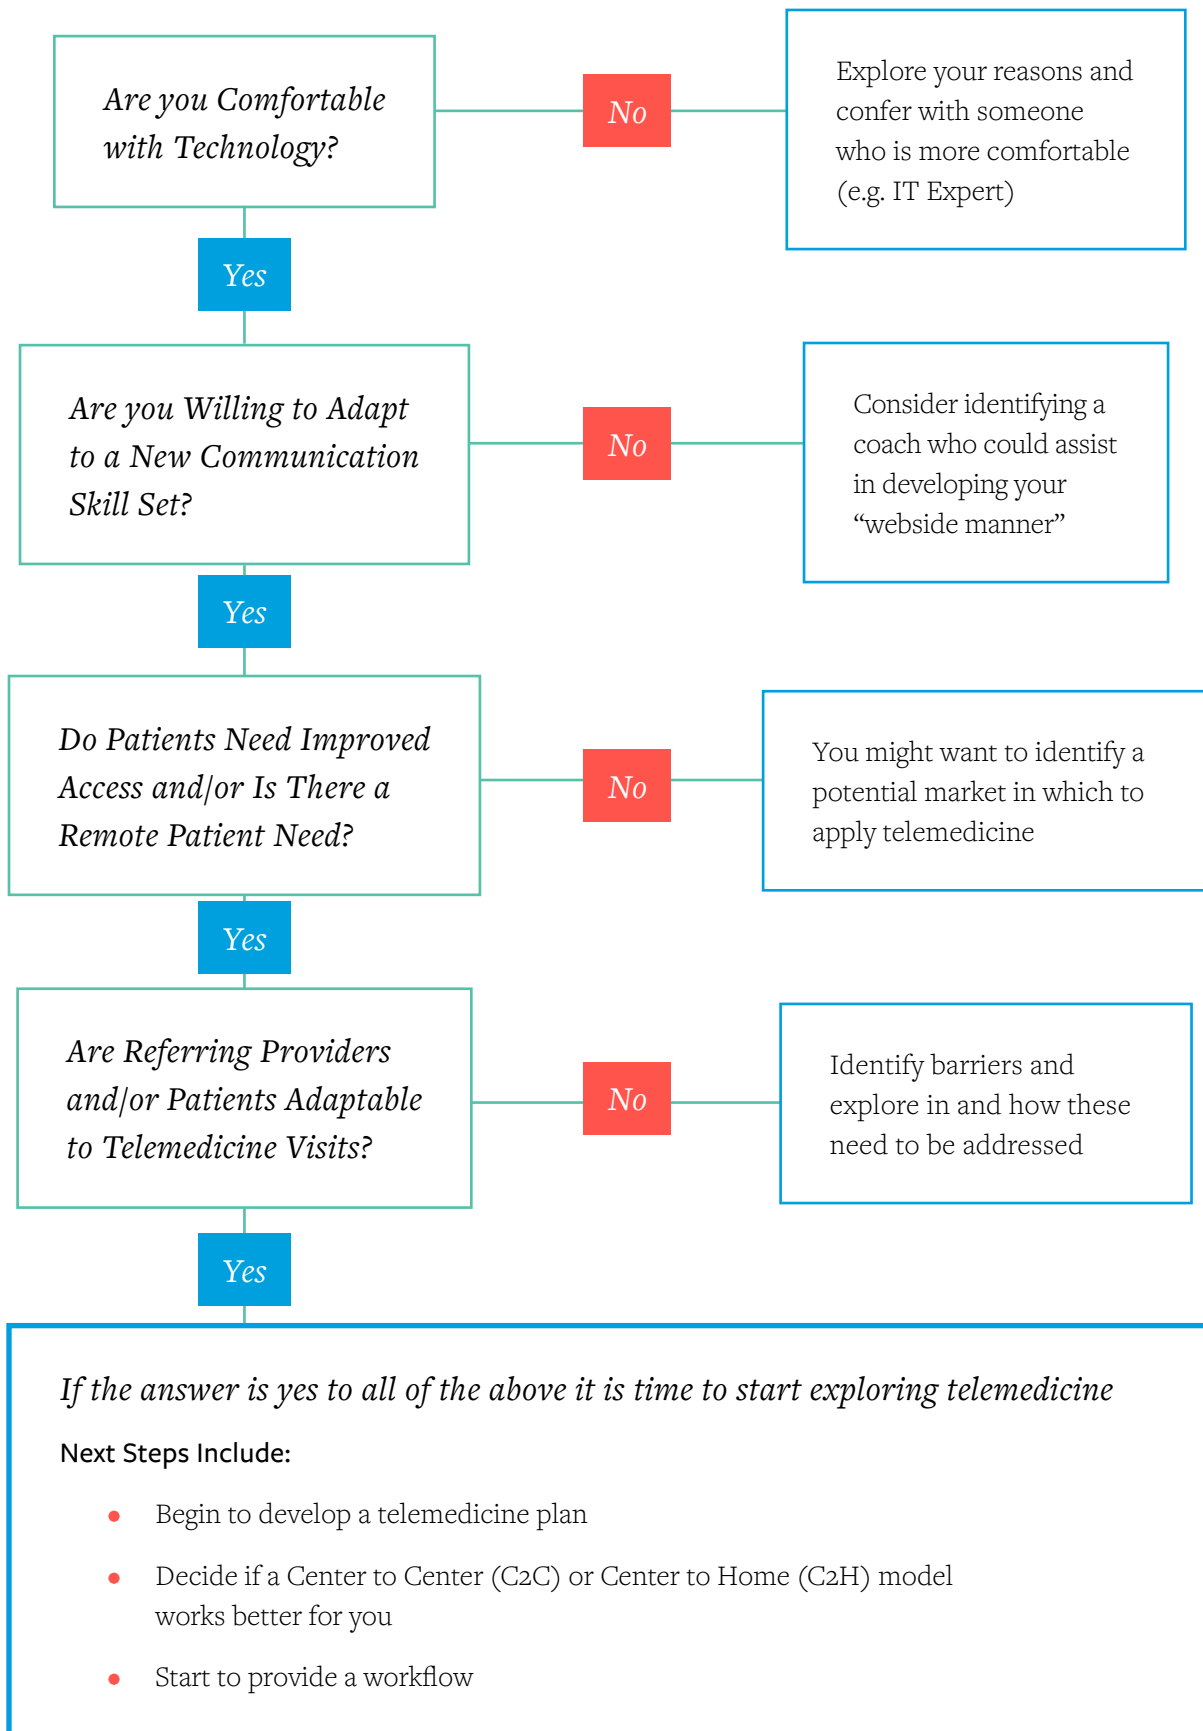 Are you Comfortable
with Technology?
No
Explore your reasons and
confer with someone
who is more comfortable
(e.g. IT Expert)
Yes
Are you Willing to Adapt
to a New Communication
Skill Set?
No
Consider identifying a
coach who could assist
in developing your
“webside manner”
Yes
Do Patients Need Improved
Access and/or Is There a
Remote Patient Need?
No
You might want to identify a
potential market in which to
apply telemedicine
Yes
Are Referring Providers
and/or Patients Adaptable
to Telemedicine Visits?
No
Identify barriers and
explore in and how these
need to be addressed
Yes
If the answer is yes to all of the above it is time to start exploring telemedicine
Next Steps Include:
• Begin to develop a telemedicine plan
• Decide if a Center to Center (C2C) or Center to Home (C2H) model
works better for you
• Start to provide a workflow